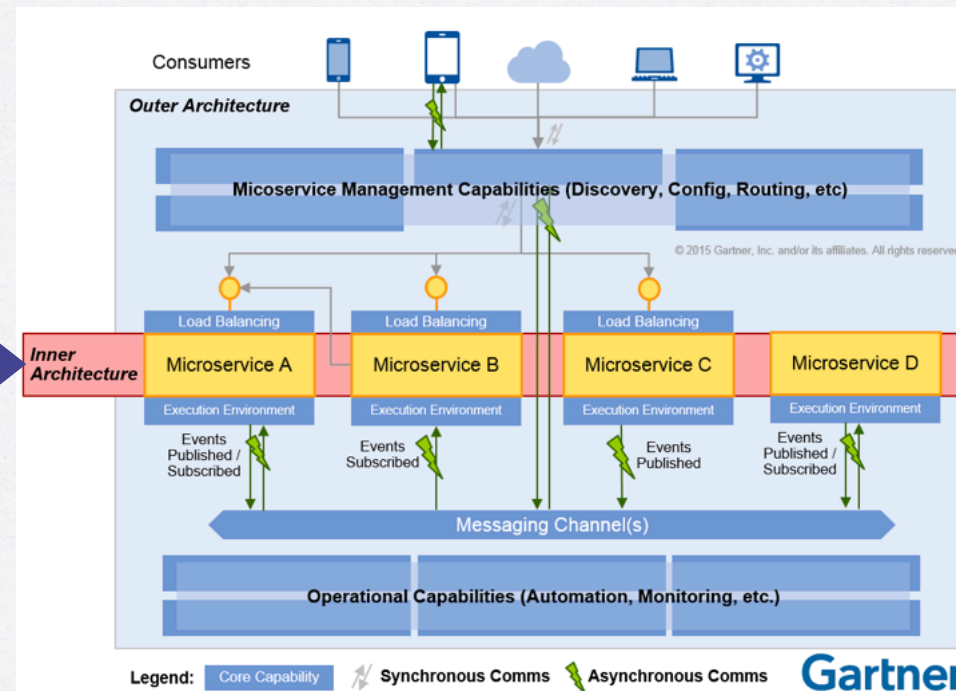 Consumers
Outer Architecture
Micoservice Management Capabilities (Discovery, Config, Routing, etc)
© 2015 Gartner, Inc. and/or its affiliates. All rights reserved
Load Balancing
Load Balancing
Load Balancing
Inner
Architecture
Microservice A
Microservice B
Microservice C
Microservice D
Execution Environment
Execution Environment
Execution Environment
Execution Environment
Events
Published /
Subscribed
Events
Subscribed
Events
Published
Events
Published /
Subscribed
Messaging Channel(s)
Operational Capabilities (Automation, Monitoring, etc.)
Legend: Core Capability Synchronous Comms Asynchronous Comms
Gartner